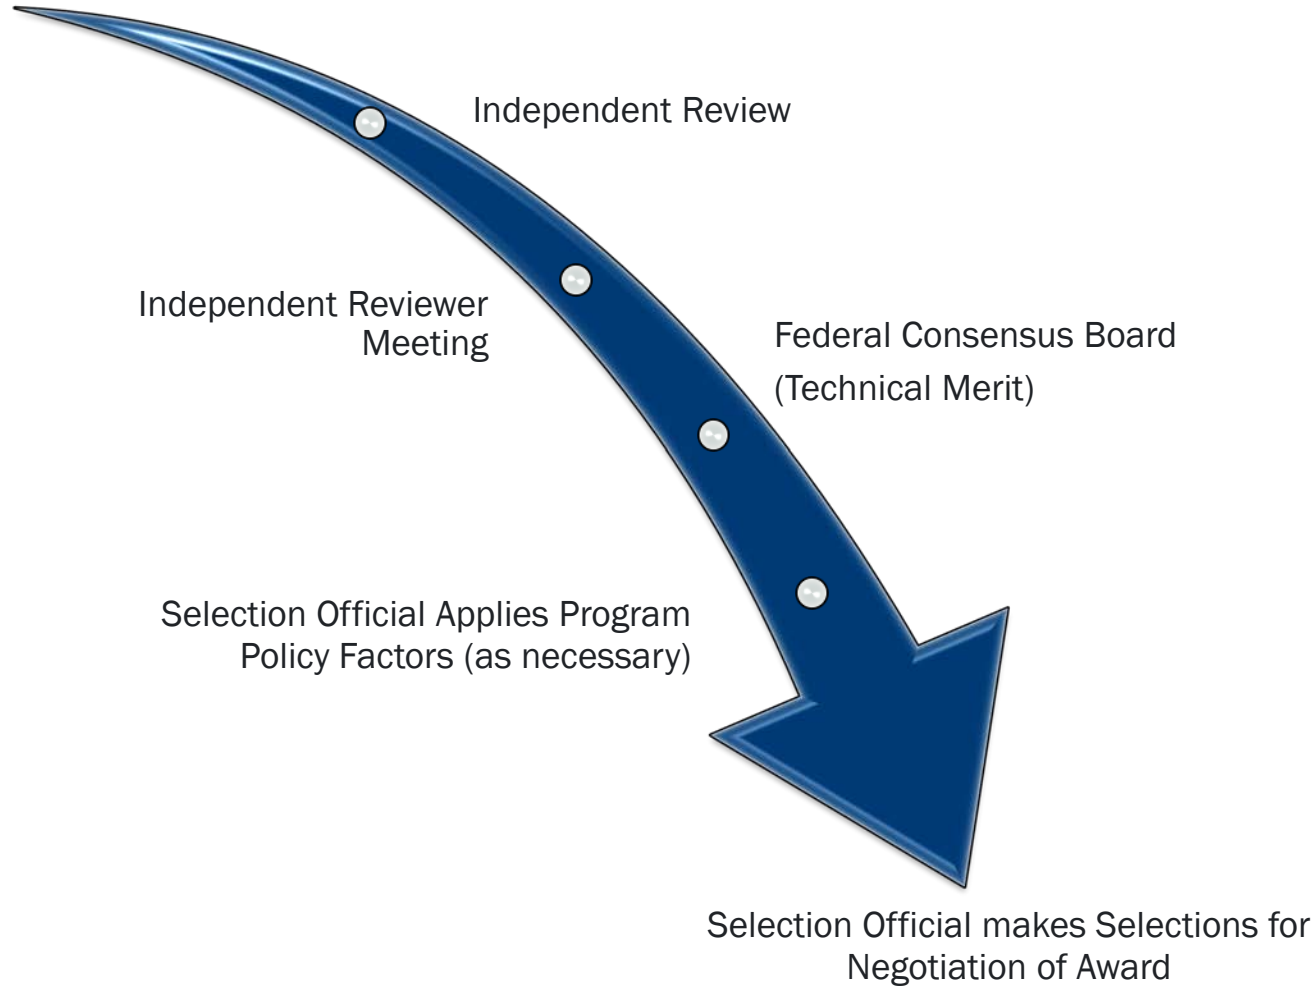 Independent Review
Independent Reviewer
Meeting
Federal Consensus Board
(Technical Merit)
Selection Official Applies Program
Policy Factors (as necessary)
Selection Official makes Selections for
Negotiation of Award